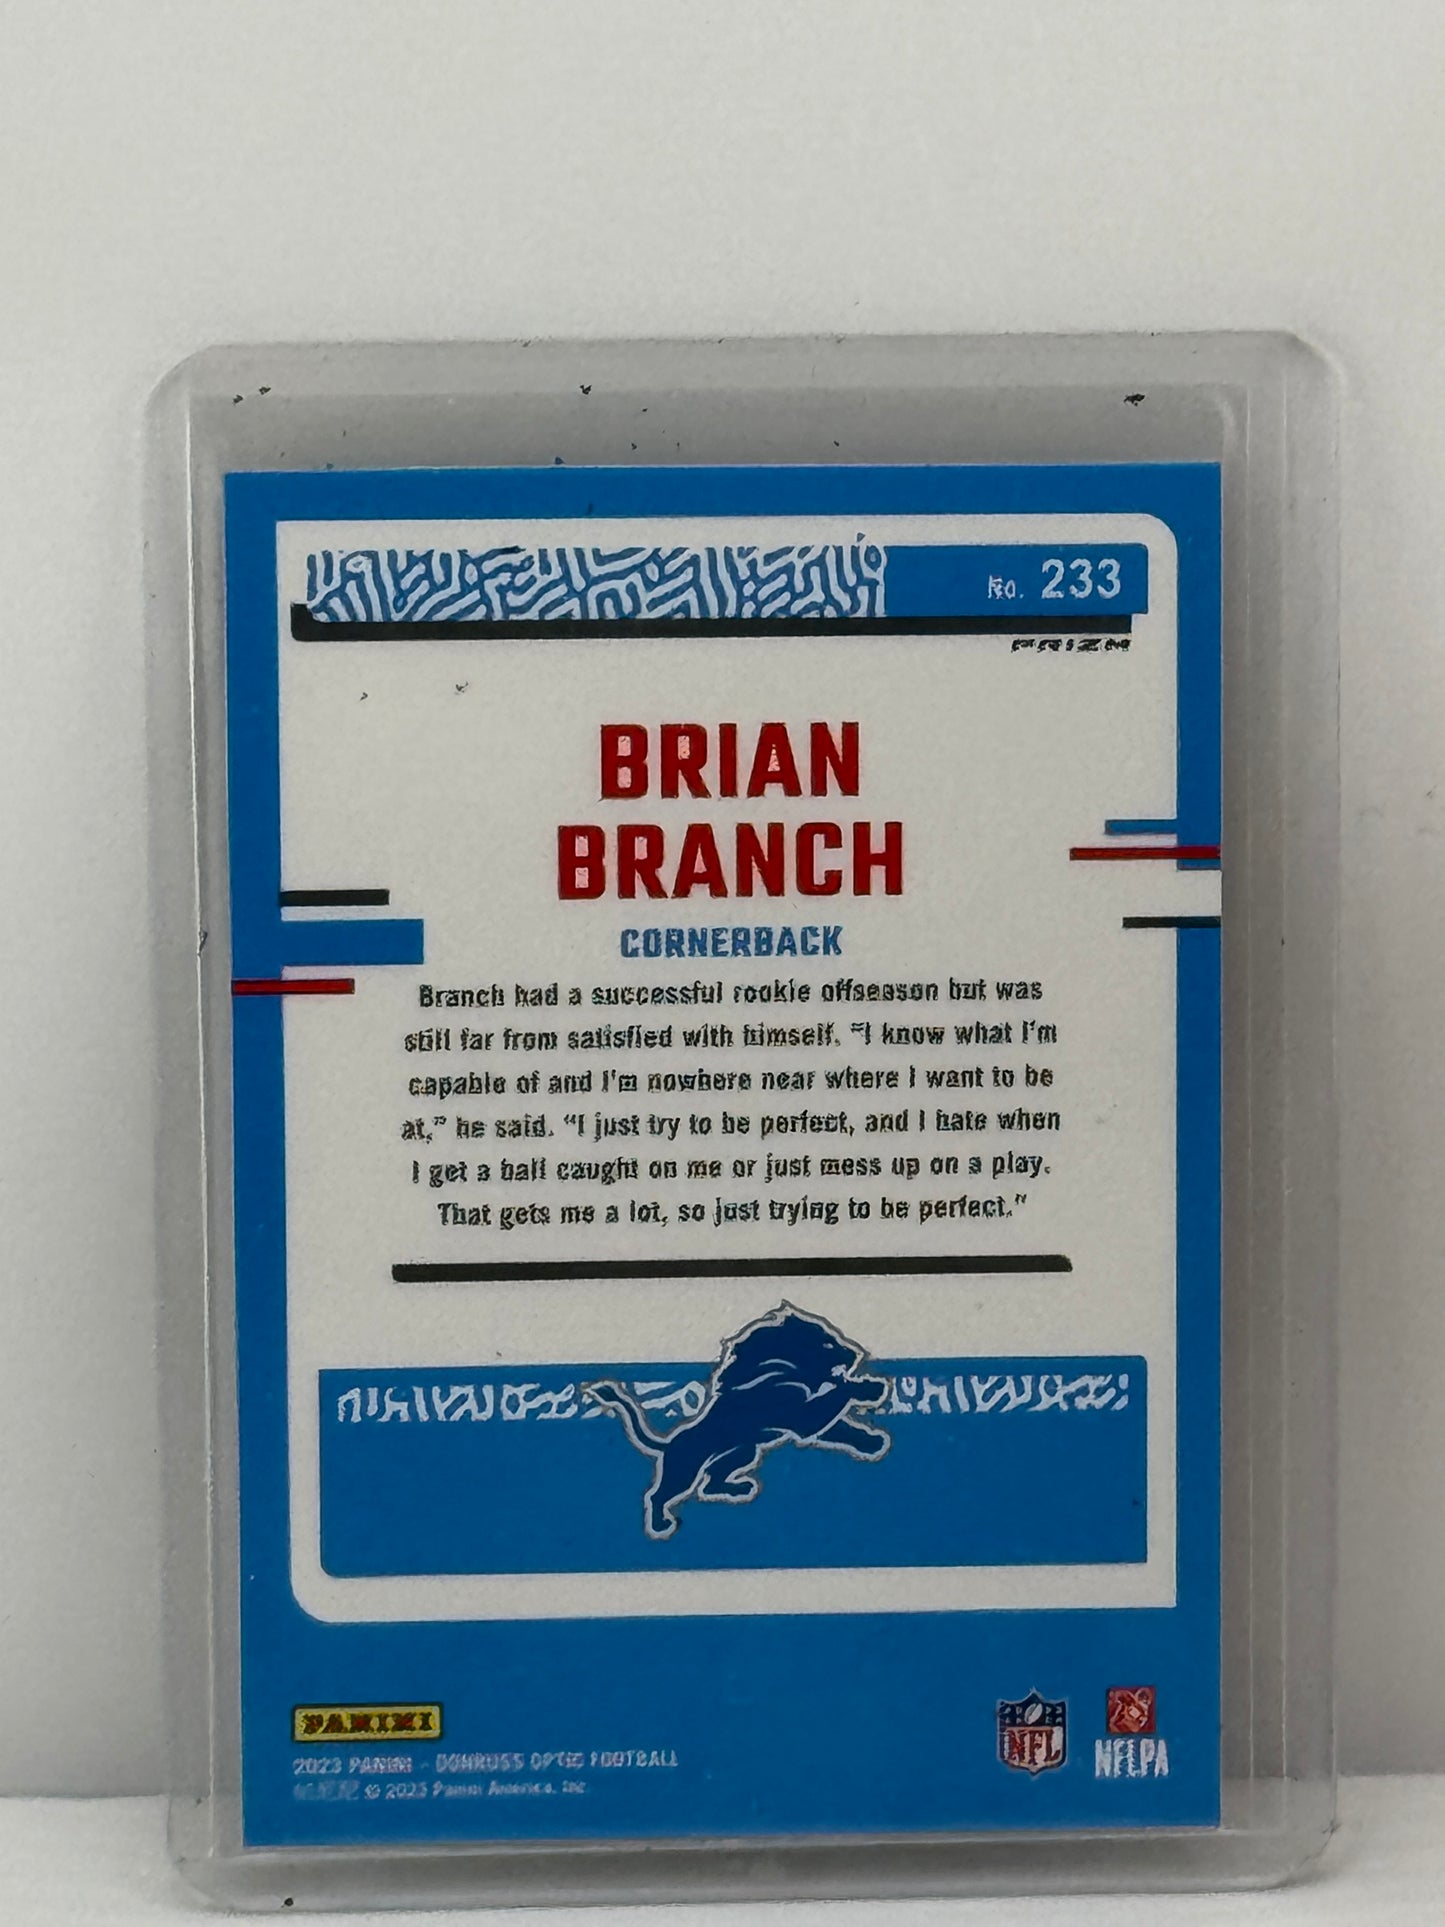 No. 233
PRIZM
BRIAN
BRANCH
CORNERBACK
Branch had a successful rookie offseason but was
still far from satisfied with himself. “I know what I'm
capable of and I'm nowhere near where I want to be
at,” he said. “I just try to be perfect, and I hate when
I get a ball caught on me or just mess up on a play.
That gets me a lot, so just trying to be perfect.”
PANINI
2023 PANINI - DONRUSS OPTIC FOOTBALL
© 2023 Panini America, Inc.
NFL
NFLPA